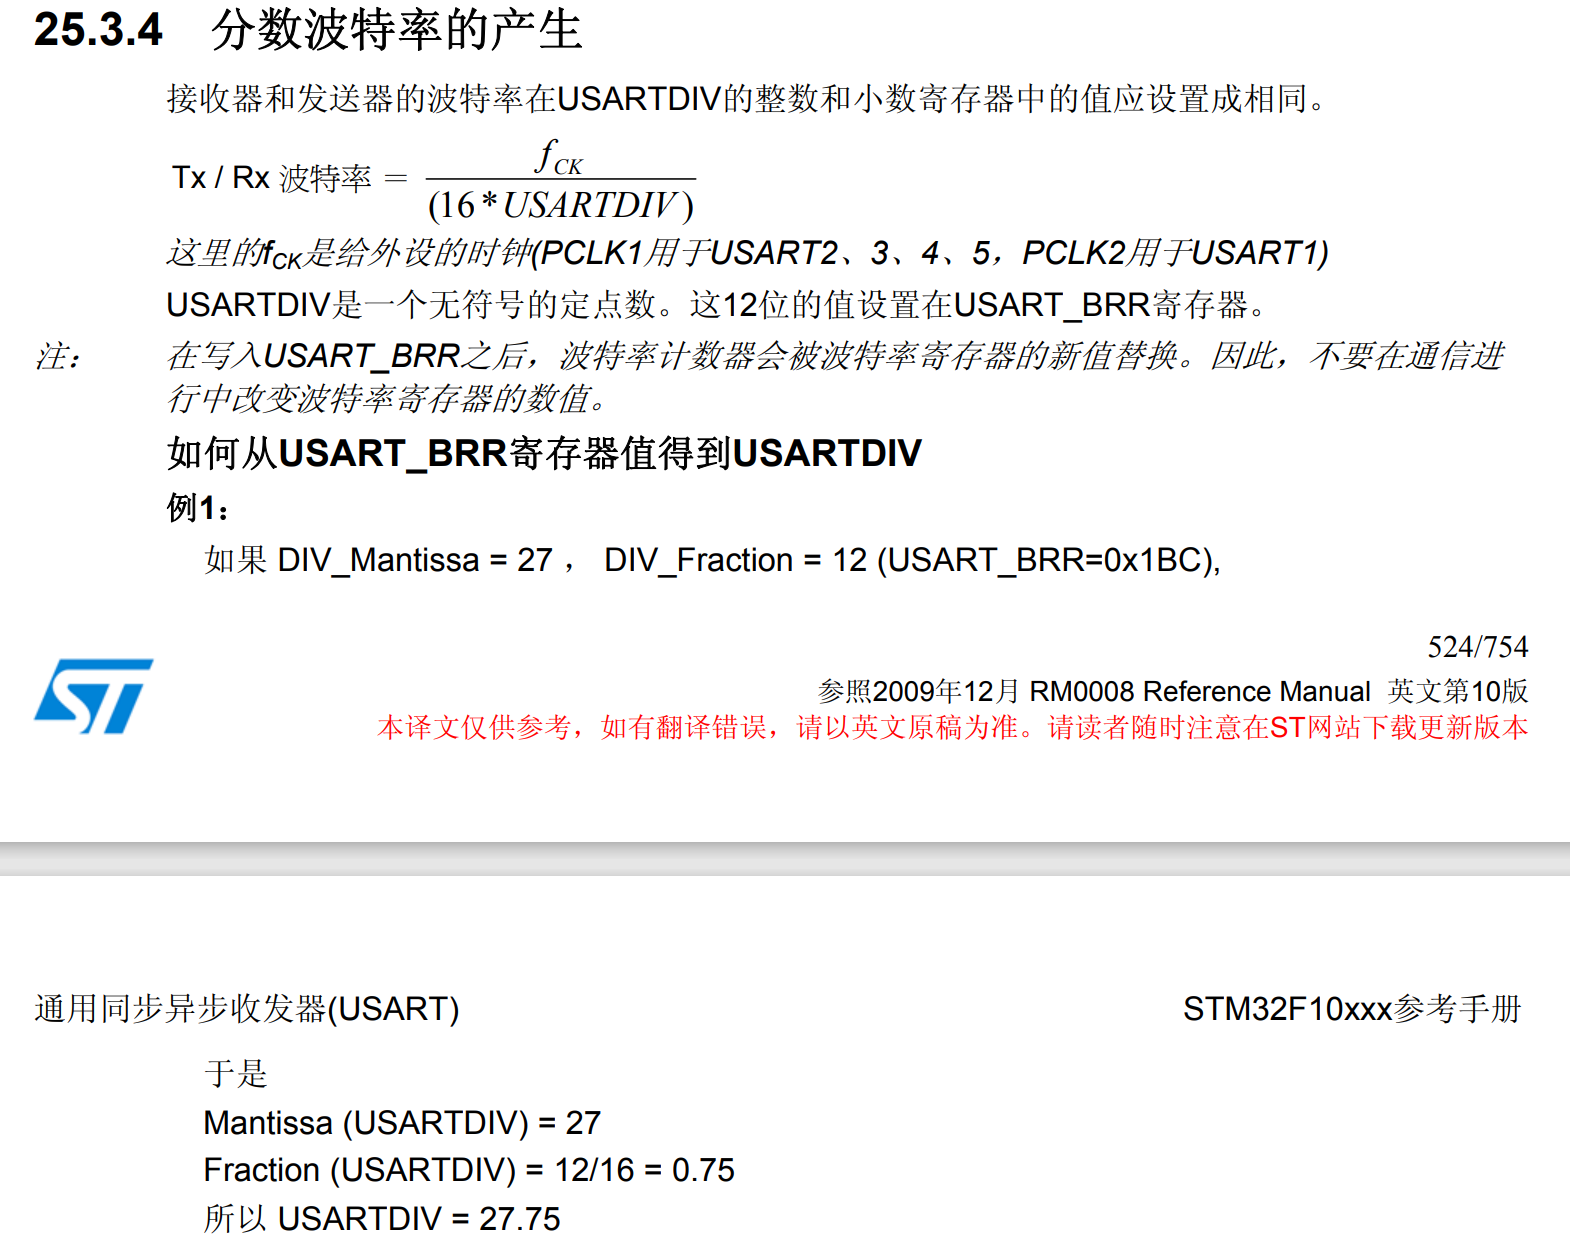 25.3.4 分数波特率的产生
接收器和发送器的波特率在USARTDIV的整数和小数寄存器中的值应设置成相同。
Tx / Rx 波特率 = f_CK / (16 * USARTDIV)
这里的fCK是给外设的时钟(PCLK1用于USART2、3、4、5，PCLK2用于USART1)
USARTDIV是一个无符号的定点数。这12位的值设置在USART_BRR寄存器。
注： 在写入USART_BRR之后，波特率计数器会被波特率寄存器的新值替换。因此，不要在通信进
行中改变波特率寄存器的数值。
如何从USART_BRR寄存器值得到USARTDIV
例1：
如果 DIV_Mantissa = 27 ， DIV_Fraction = 12 (USART_BRR=0x1BC),
524/754
ST
参照2009年12月 RM0008 Reference Manual 英文第10版
本译文仅供参考，如有翻译错误，请以英文原稿为准。请读者随时注意在ST网站下载更新版本
通用同步异步收发器(USART) STM32F10xxx参考手册
于是
Mantissa (USARTDIV) = 27
Fraction (USARTDIV) = 12/16 = 0.75
所以 USARTDIV = 27.75